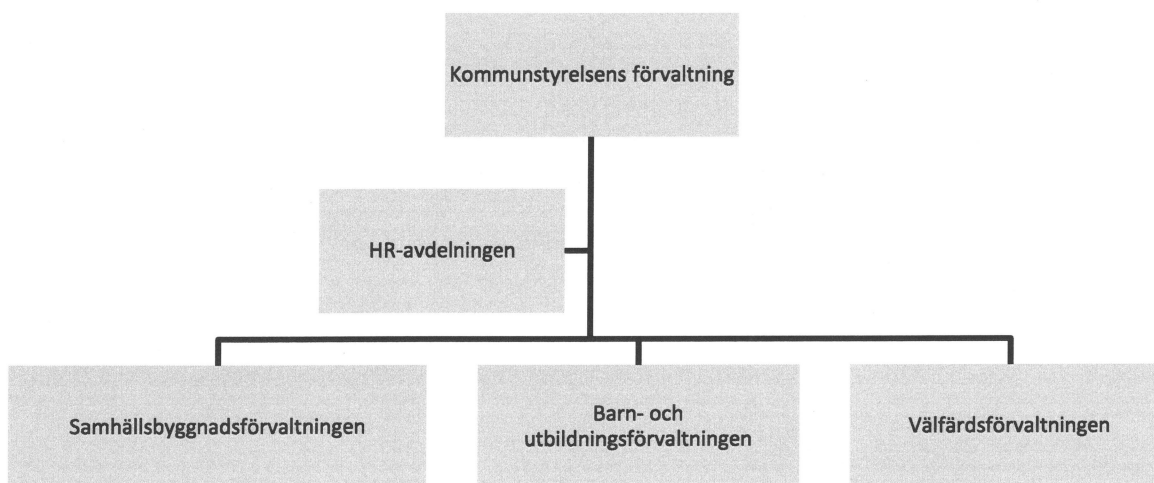 Kommunstyrelsens förvaltning
HR-avdelningen
Samhällsbyggnadsförvaltningen
Barn- och
utbildningsförvaltningen
Välfärdsförvaltningen